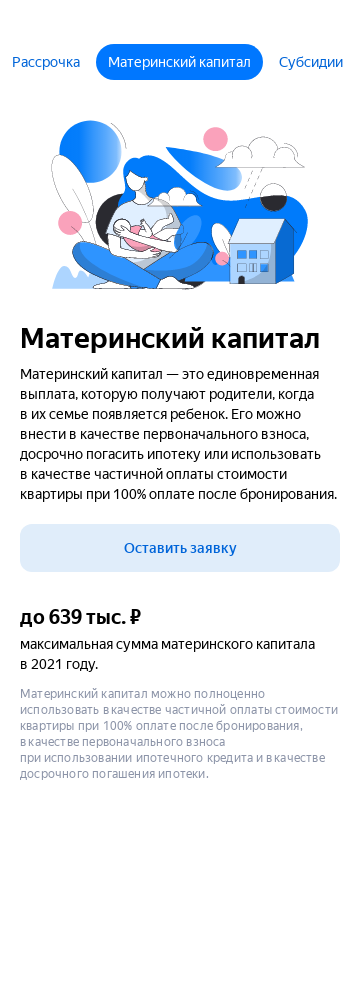 Рассрочка
Материнский капитал
Субсидии
Материнский капитал
Материнский капитал — это единовременная
выплата, которую получают родители, когда
в их семье появляется ребенок. Его можно
внести в качестве первоначального взноса,
досрочно погасить ипотеку или использовать
в качестве частичной оплаты стоимости
квартиры при 100% оплате после бронирования.
Оставить заявку
до 639 тыс. ₽
максимальная сумма материнского капитала
в 2021 году.
Материнский капитал можно полноценно
использовать в качестве частичной оплаты стоимости
квартиры при 100% оплате после бронирования,
в качестве первоначального взноса
при использовании ипотечного кредита и в качестве
досрочного погашения ипотеки.